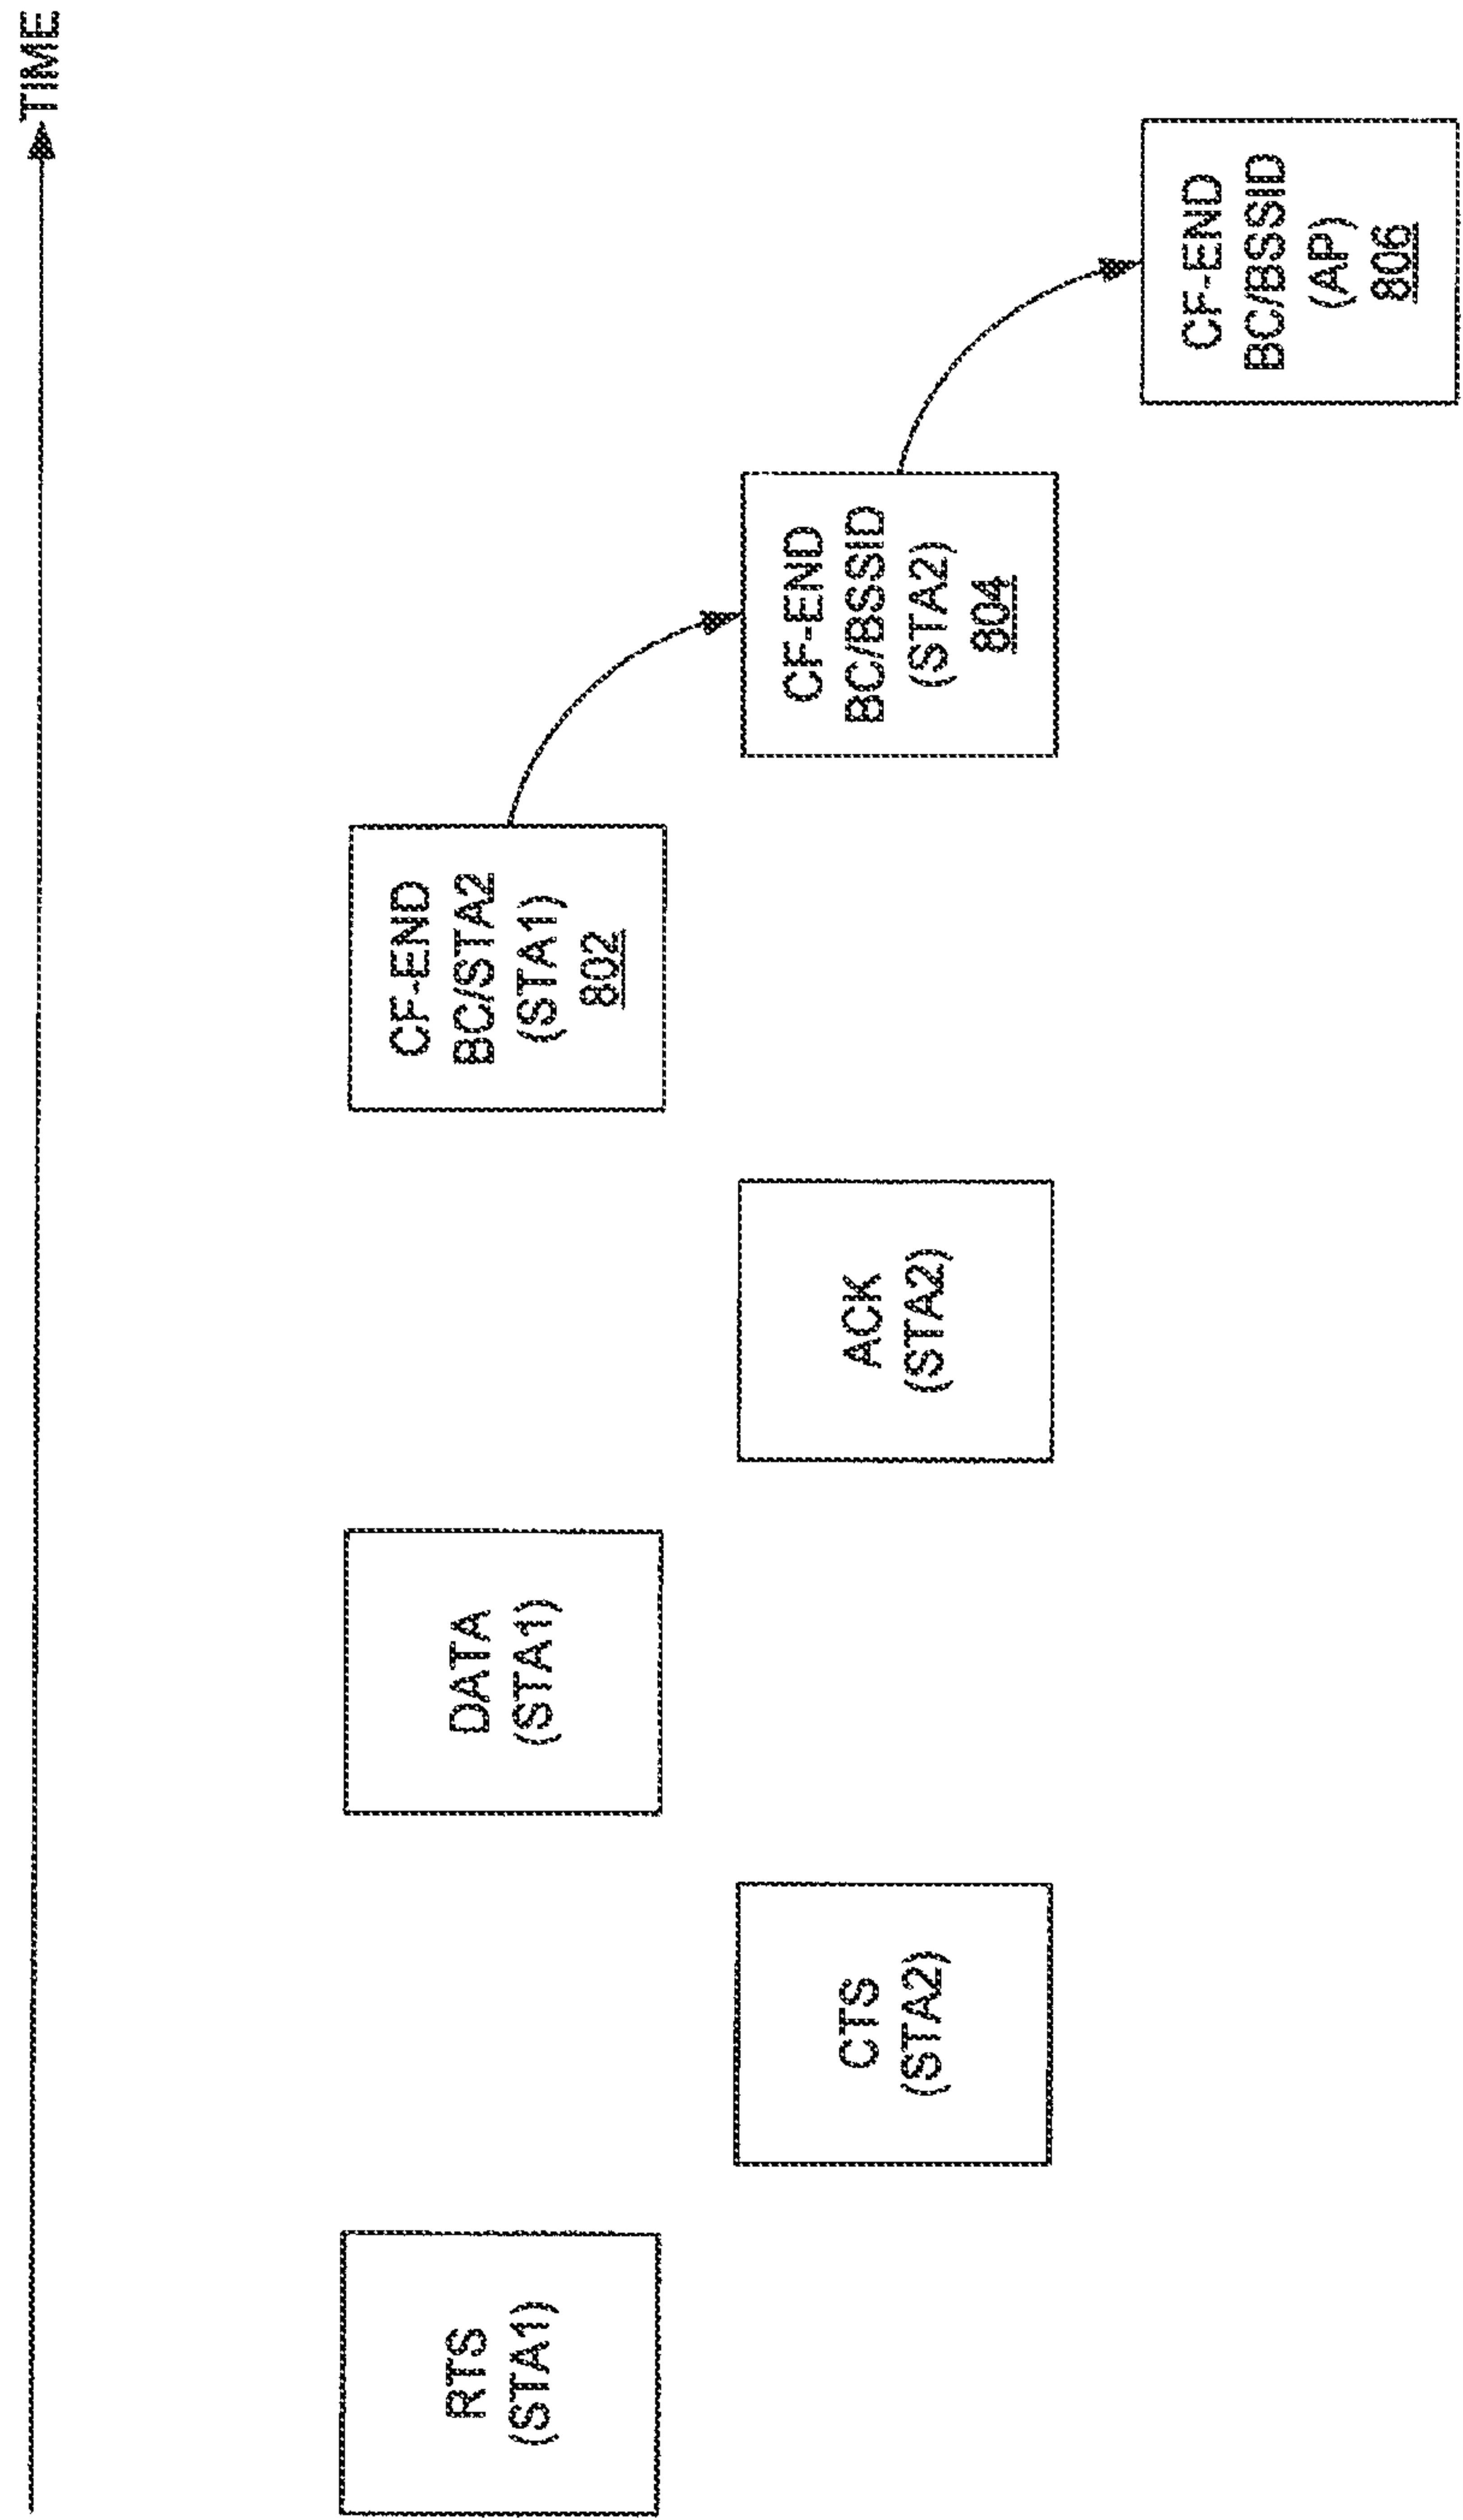 TIME
RTS
(STA1)
CTS
(STA2)
DATA
(STA1)
ACK
(STA2)
CF-END
BC/STA2
(STA1)
802
CF-END
BC/BSSID
(STA2)
804
CF-END
BC/BSSID
(AP)
806